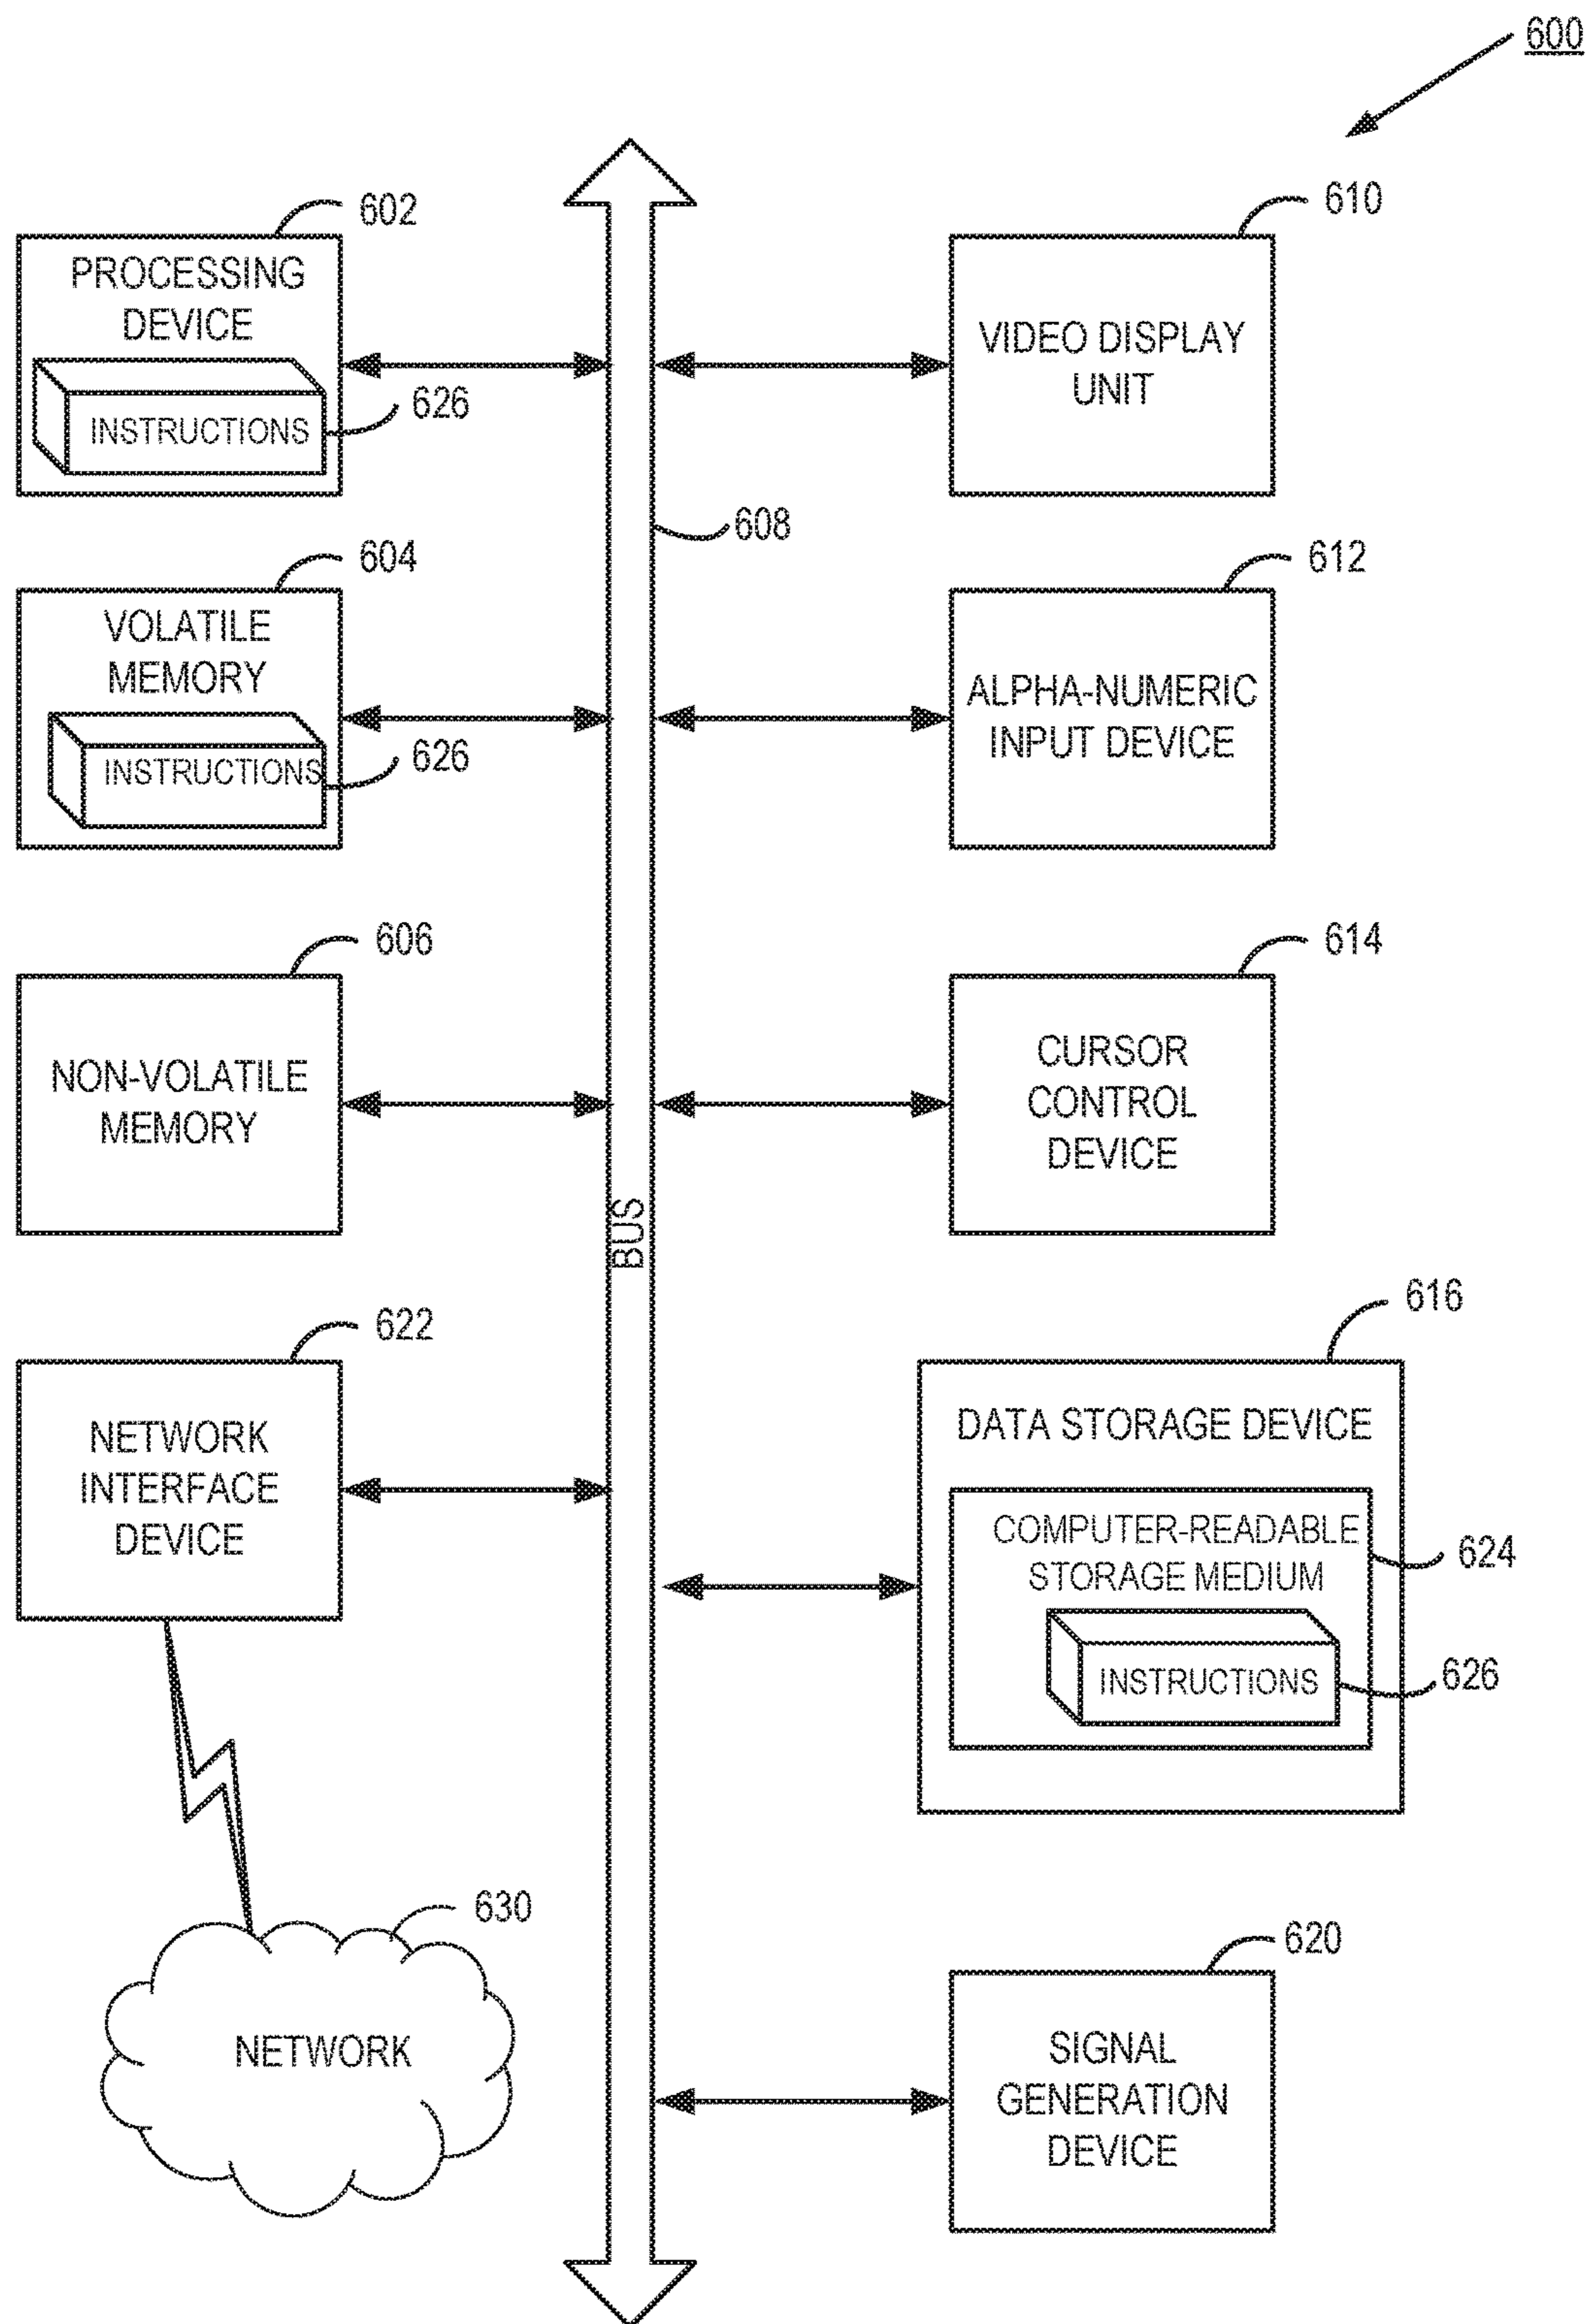 600
602
PROCESSING
DEVICE
INSTRUCTIONS
626
610
VIDEO DISPLAY
UNIT
608
604
VOLATILE
MEMORY
INSTRUCTIONS
626
612
ALPHA-NUMERIC
INPUT DEVICE
606
NON-VOLATILE
MEMORY
614
CURSOR
CONTROL
DEVICE
BUS
622
NETWORK
INTERFACE
DEVICE
616
DATA STORAGE DEVICE
COMPUTER-READABLE
STORAGE MEDIUM
624
INSTRUCTIONS
626
630
NETWORK
620
SIGNAL
GENERATION
DEVICE